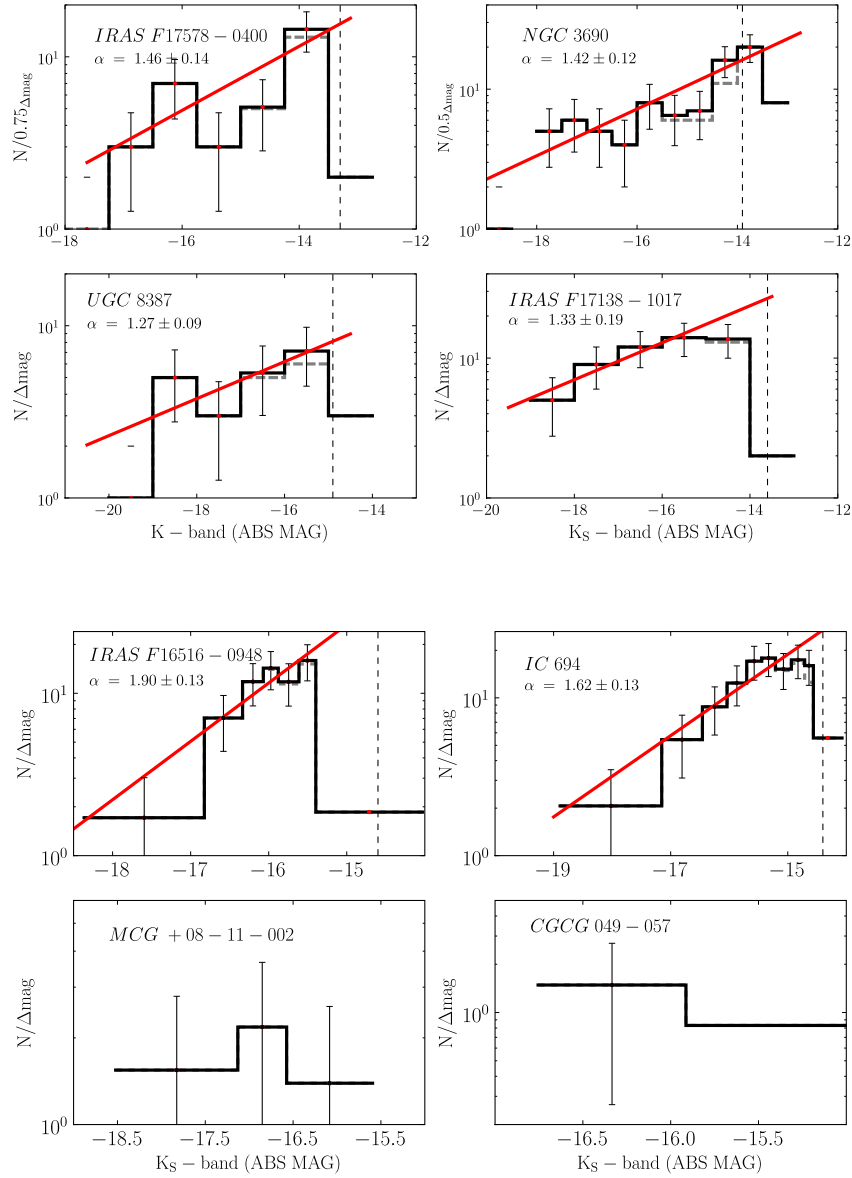 IRAS F17578 − 0400
α = 1.46 ± 0.14
N/0.75Δmag
10¹
10⁰
−18 −16 −14 −12
NGC 3690
α = 1.42 ± 0.12
N/0.5Δmag
10¹
10⁰
−18 −16 −14 −12
UGC 8387
α = 1.27 ± 0.09
N/Δmag
10¹
10⁰
−20 −18 −16 −14
K − band (ABS MAG)
IRAS F17138 − 1017
α = 1.33 ± 0.19
N/Δmag
10¹
10⁰
−20 −18 −16 −14 −12
K_S − band (ABS MAG)
IRAS F16516 − 0948
α = 1.90 ± 0.13
N/Δmag
10¹
10⁰
−18 −17 −16 −15
IC 694
α = 1.62 ± 0.13
N/Δmag
10¹
10⁰
−19 −17 −15
MCG + 08 − 11 − 002
N/Δmag
10⁰
−18.5 −17.5 −16.5 −15.5
K_S − band (ABS MAG)
CGCG 049 − 057
N/Δmag
10⁰
−16.5 −16.0 −15.5
K_S − band (ABS MAG)